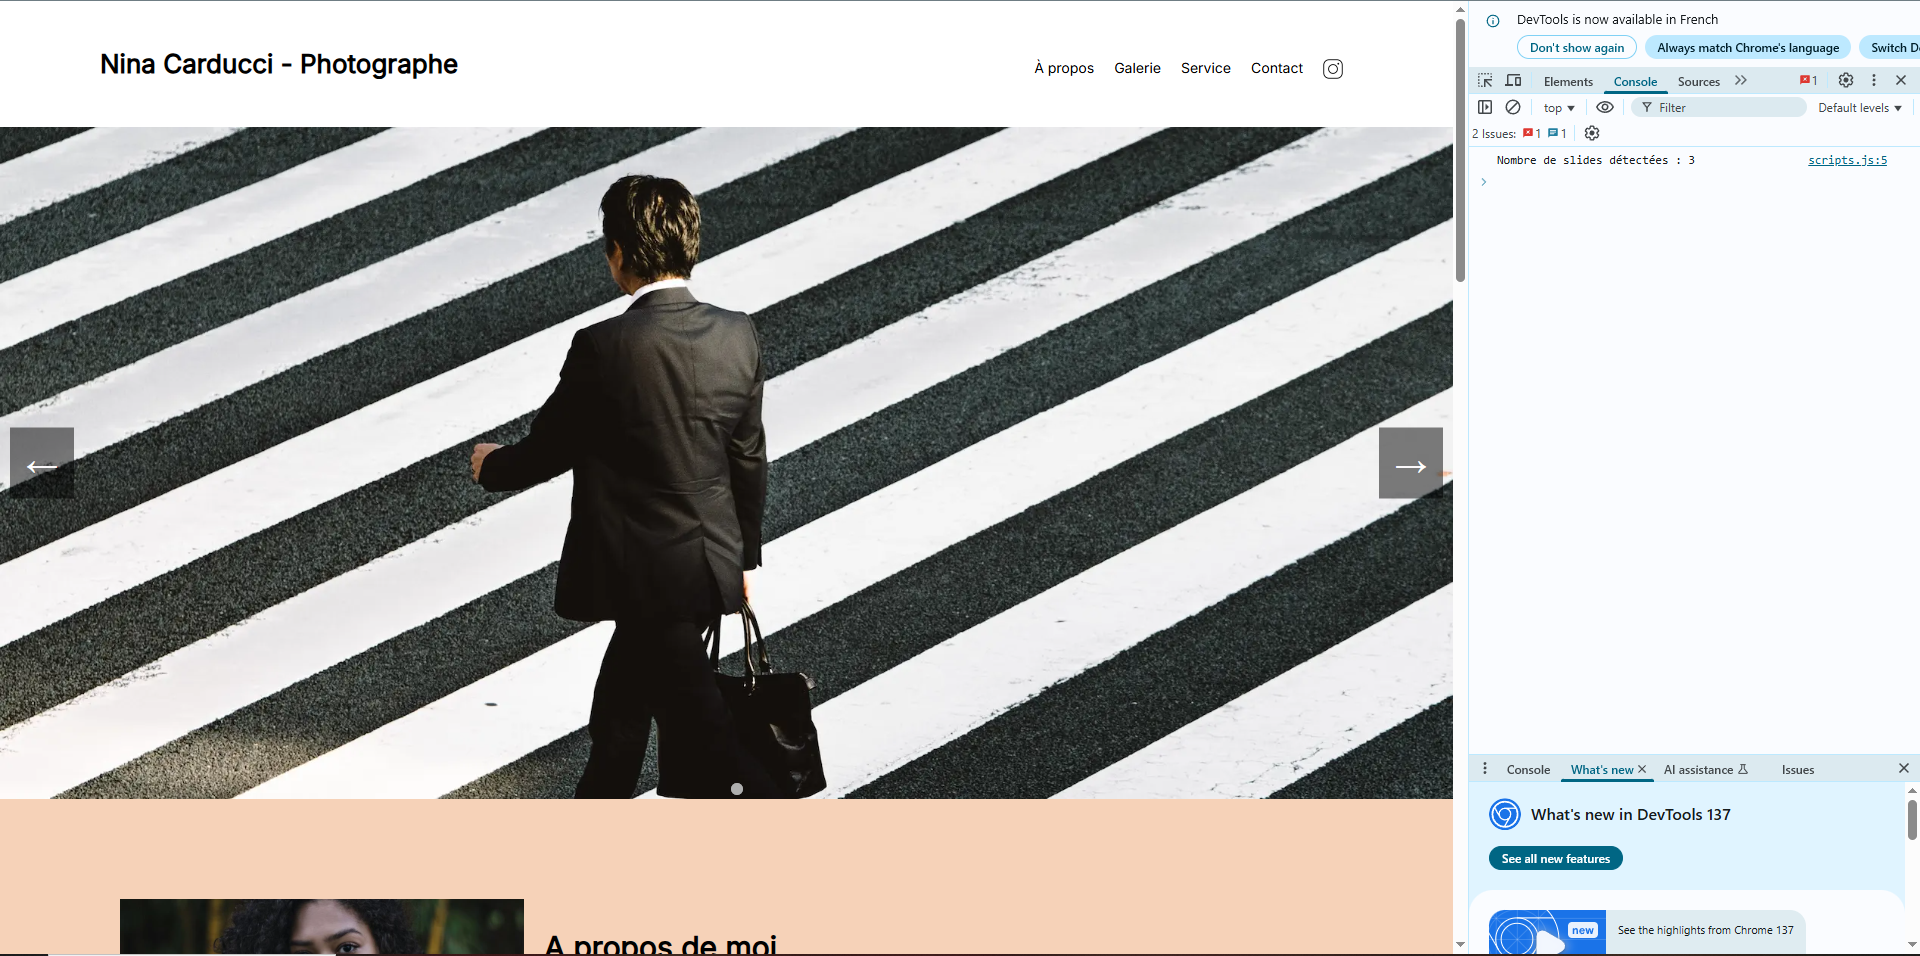 Nina Carducci - Photographe
À propos Galerie Service Contact
←
→
A propos de moi
DevTools is now available in French
Don't show again Always match Chrome's language Switch D
Elements Console Sources 1
top Filter Default levels
2 Issues: 1 1
Nombre de slides détectées : 3 scripts.js:5
Console What's new AI assistance Issues
What's new in DevTools 137
See all new features
new
See the highlights from Chrome 137